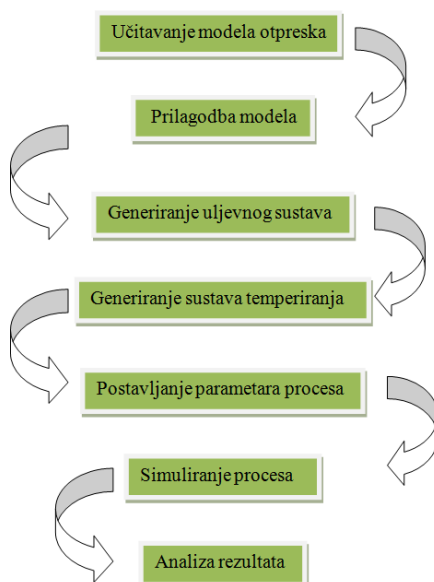 Učitavanje modela otpreska
Prilagodba modela
Generiranje uljevnog sustava
Generiranje sustava temperiranja
Postavljanje parametara procesa
Simuliranje procesa
Analiza rezultata